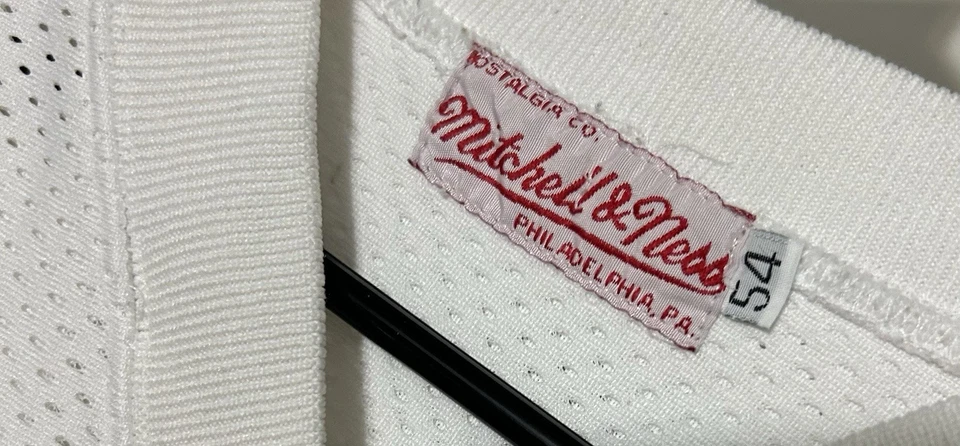 NOSTALGIA CO.
Mitchell & Ness
PHILADELPHIA, PA.
54